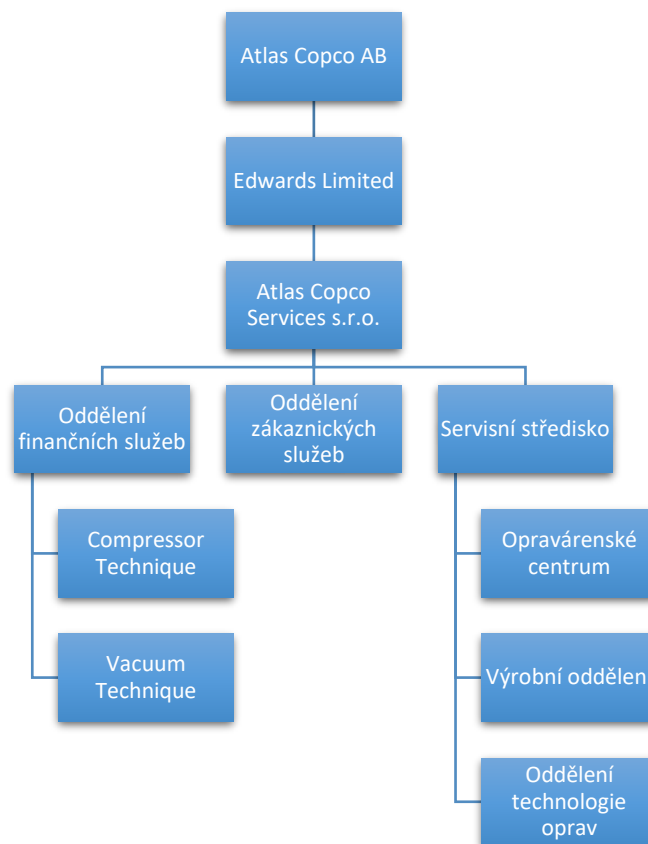 Atlas Copco AB
Edwards Limited
Atlas Copco
Services s.r.o.
Oddělení
finančních služeb
Oddělení
zákaznických
služeb
Servisní středisko
Compressor
Technique
Vacuum
Technique
Opravárenské
centrum
Výrobní oddělen
Oddělení
technologie
oprav